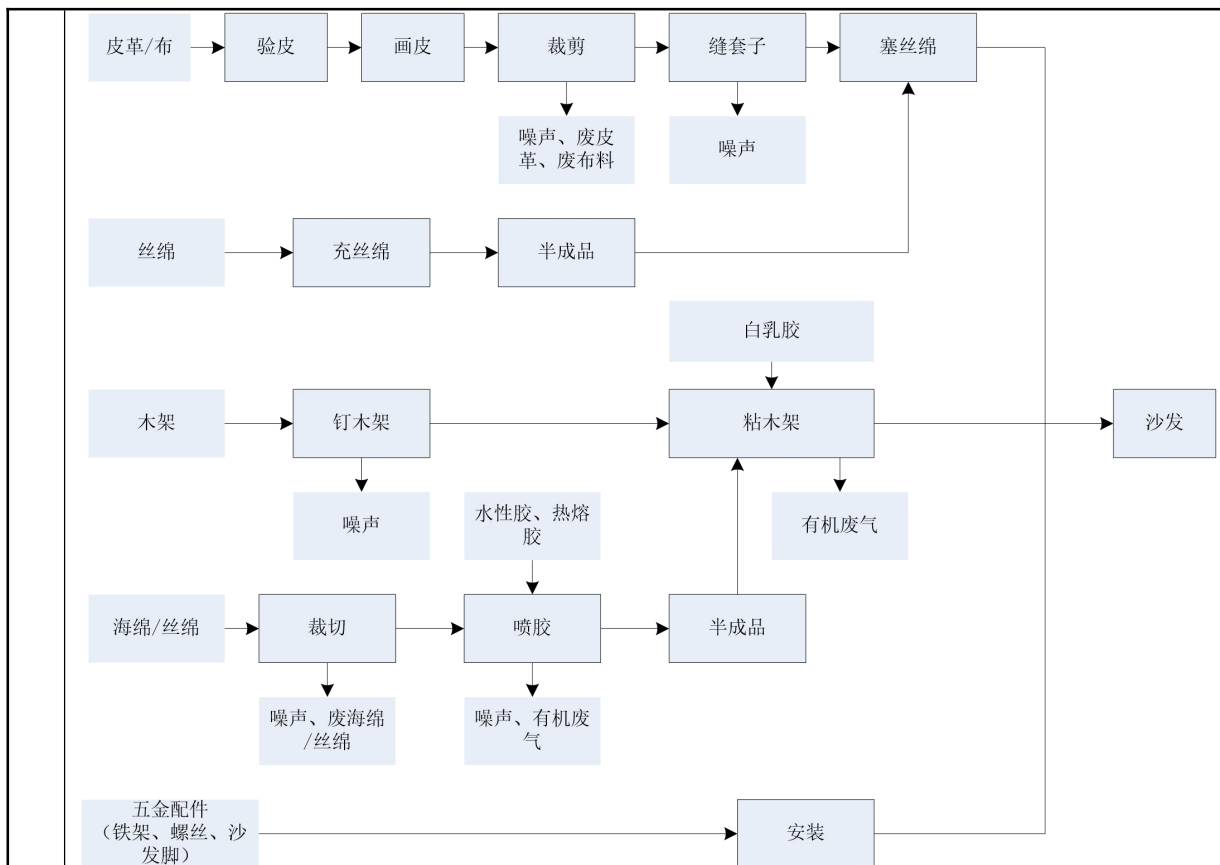 皮革/布
验皮
画皮
裁剪
缝套子
塞丝绵
噪声、废皮
革、废布料
噪声
丝绵
充丝绵
半成品
白乳胶
木架
钉木架
粘木架
沙发
噪声
水性胶、热熔
胶
有机废气
海绵/丝绵
裁切
喷胶
半成品
噪声、废海绵
/丝绵
噪声、有机废
气
五金配件
（铁架、螺丝、沙
发脚）
安装